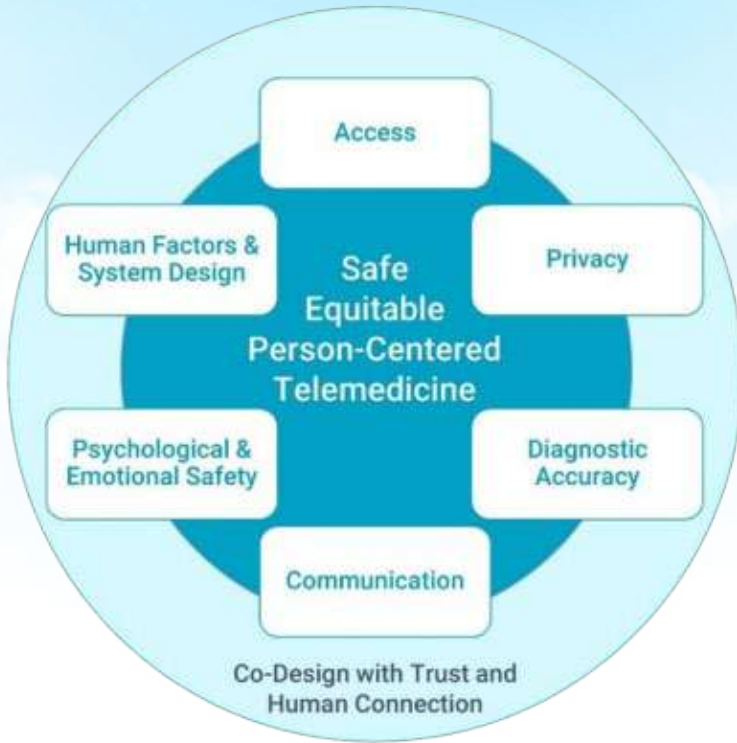 Access
Human Factors &
System Design
Privacy
Safe
Equitable
Person-Centered
Telemedicine
Psychological &
Emotional Safety
Diagnostic
Accuracy
Communication
Co-Design with Trust and
Human Connection